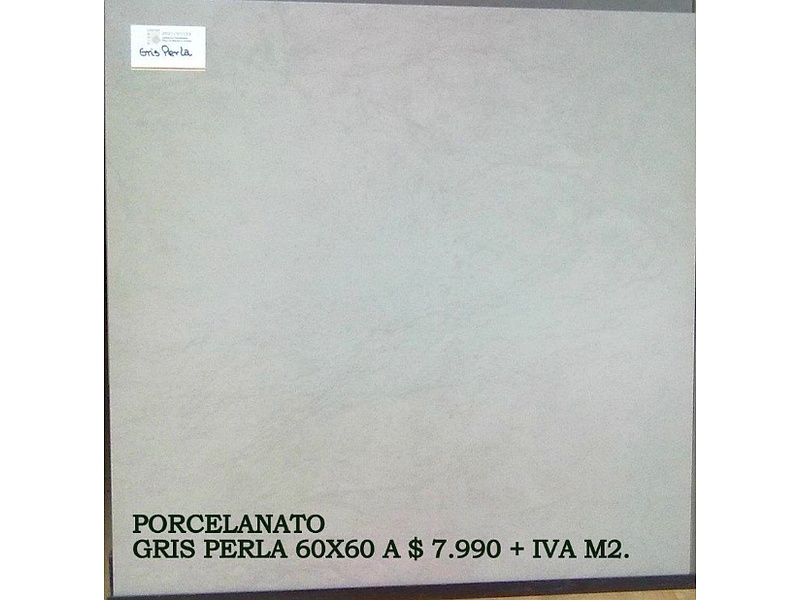 Gris Perla
PORCELANATO
GRIS PERLA 60X60 A $ 7.990 + IVA M2.